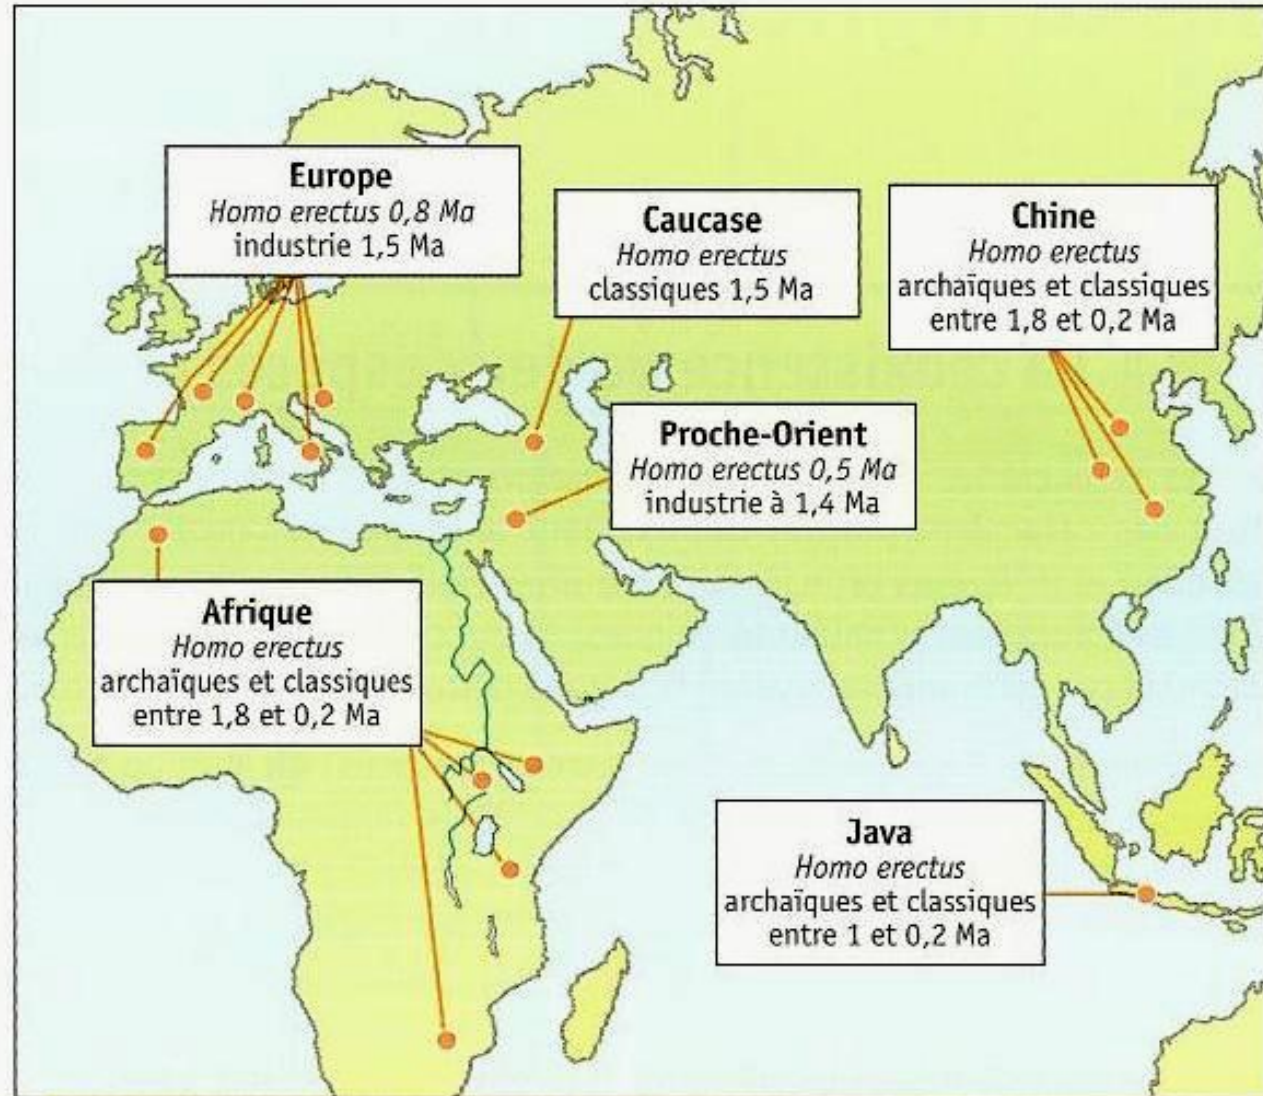 Europe
Homo erectus 0,8 Ma
industrie 1,5 Ma
Caucase
Homo erectus
classiques 1,5 Ma
Chine
Homo erectus
archaïques et classiques
entre 1,8 et 0,2 Ma
Proche-Orient
Homo erectus 0,5 Ma
industrie à 1,4 Ma
Afrique
Homo erectus
archaïques et classiques
entre 1,8 et 0,2 Ma
Java
Homo erectus
archaïques et classiques
entre 1 et 0,2 Ma